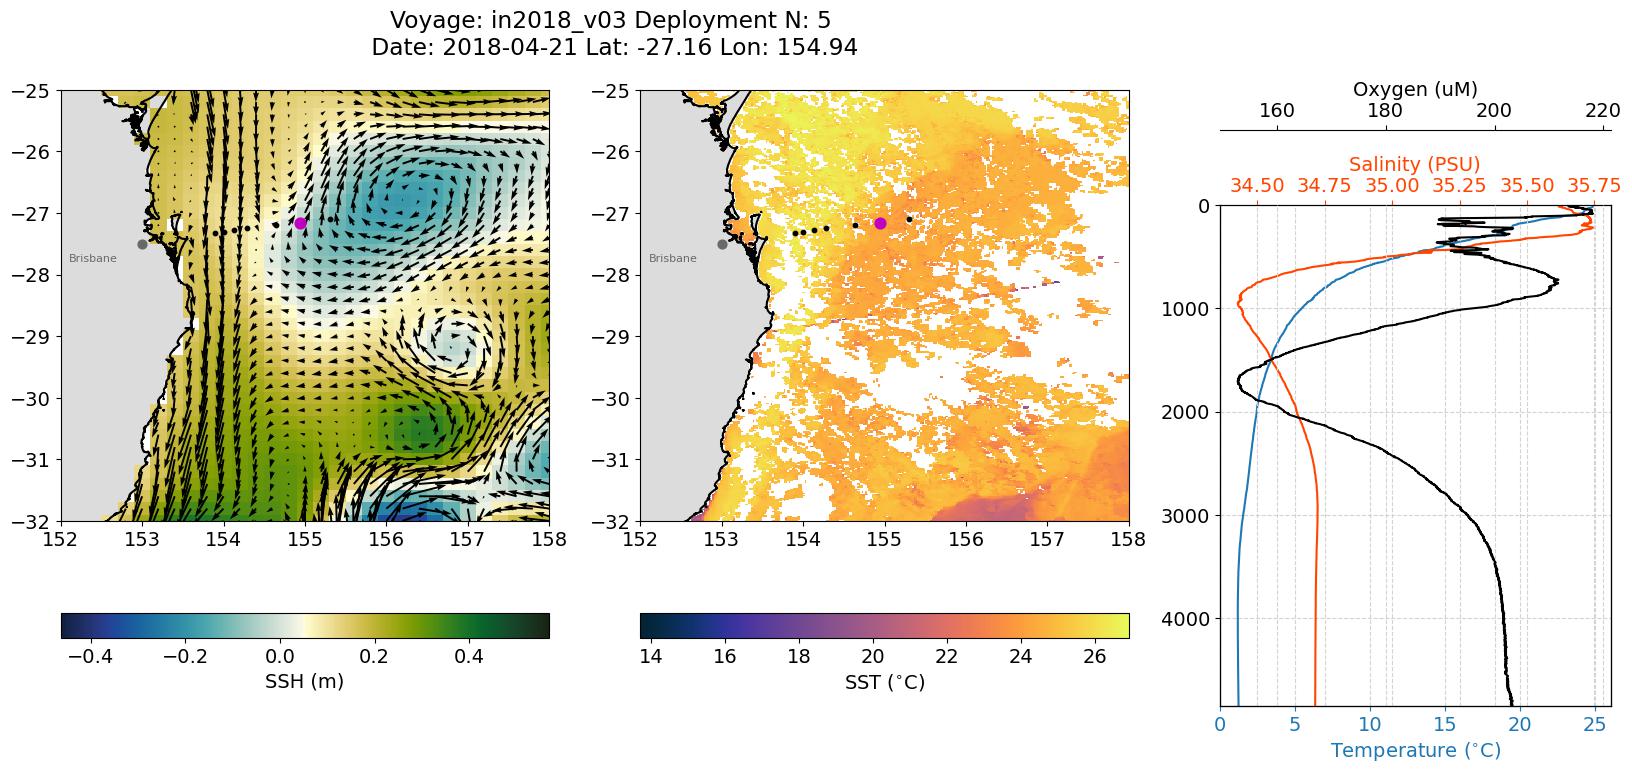 Voyage: in2018_v03 Deployment N: 5
Date: 2018-04-21 Lat: -27.16 Lon: 154.94
−25
−26
−27
−28
−29
−30
−31
−32
152 153 154 155 156 157 158
Brisbane
−0.4 −0.2 0.0 0.2 0.4
SSH (m)
−25
−26
−27
−28
−29
−30
−31
−32
152 153 154 155 156 157 158
Brisbane
14 16 18 20 22 24 26
SST (°C)
Oxygen (uM)
160 180 200 220
Salinity (PSU)
34.50 34.75 35.00 35.25 35.50 35.75
0
1000
2000
3000
4000
0 5 10 15 20 25
Temperature (°C)